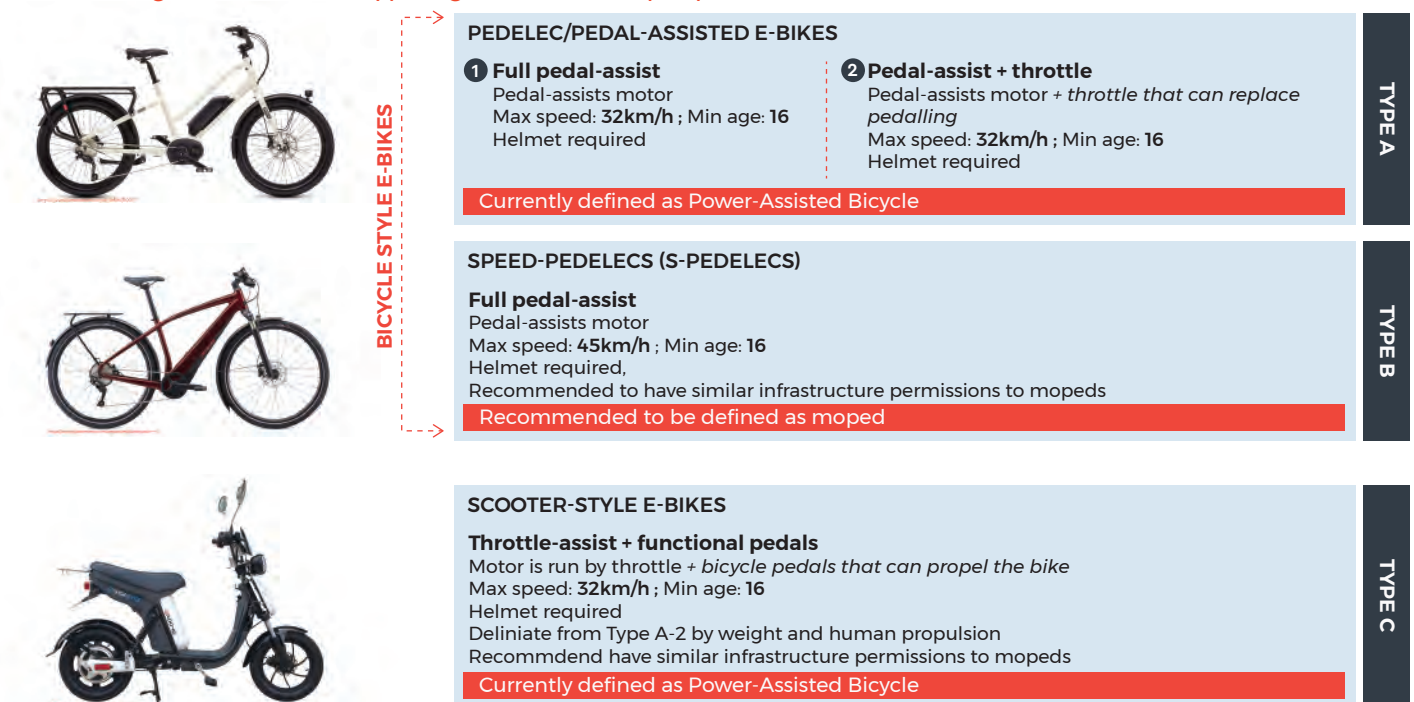 PEDELEC/PEDAL-ASSISTED E-BIKES
1 Full pedal-assist
Pedal-assists motor
Max speed: 32km/h ; Min age: 16
Helmet required
2 Pedal-assist + throttle
Pedal-assists motor + throttle that can replace
pedalling
Max speed: 32km/h ; Min age: 16
Helmet required
Currently defined as Power-Assisted Bicycle
TYPE A
BICYCLE STYLE E-BIKES
SPEED-PEDELECS (S-PEDELECS)
Full pedal-assist
Pedal-assists motor
Max speed: 45km/h ; Min age: 16
Helmet required,
Recommended to have similar infrastructure permissions to mopeds
Recommended to be defined as moped
TYPE B
SCOOTER-STYLE E-BIKES
Throttle-assist + functional pedals
Motor is run by throttle + bicycle pedals that can propel the bike
Max speed: 32km/h ; Min age: 16
Helmet required
Deliniate from Type A-2 by weight and human propulsion
Recommdend have similar infrastructure permissions to mopeds
Currently defined as Power-Assisted Bicycle
TYPE C